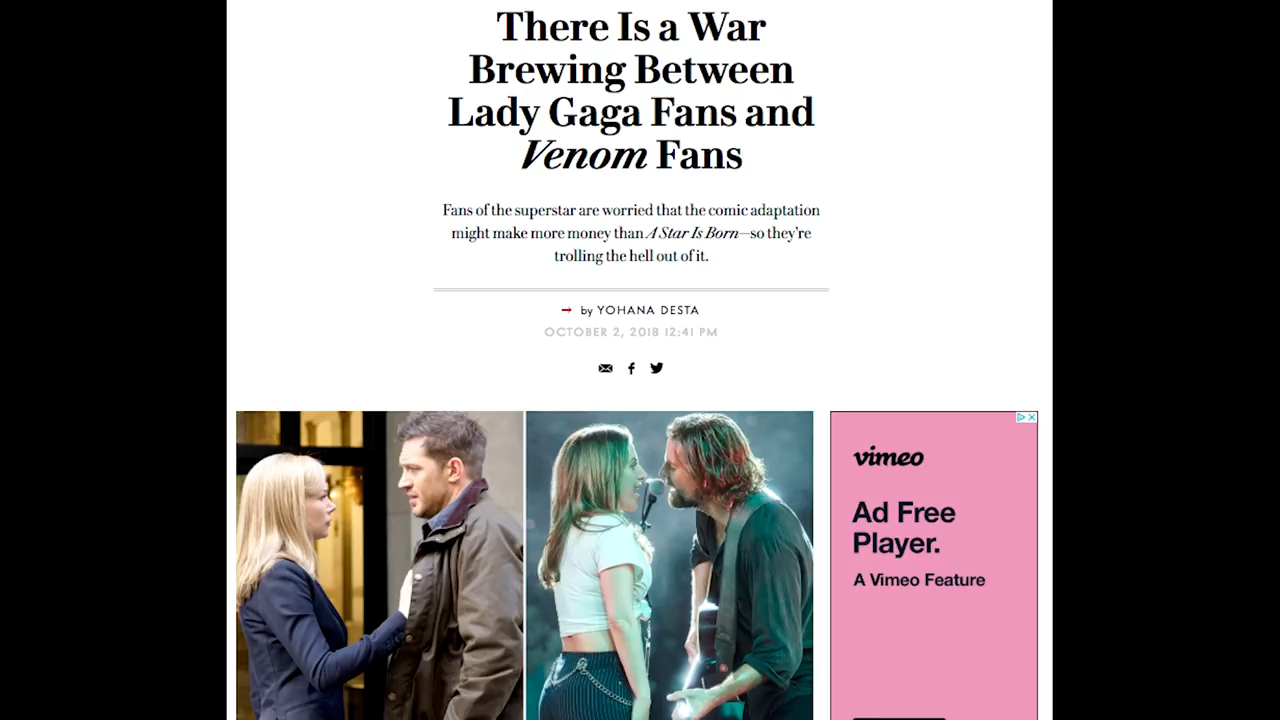 There Is a War
Brewing Between
Lady Gaga Fans and
Venom Fans
Fans of the superstar are worried that the comic adaptation
might make more money than A Star Is Born—so they're
trolling the hell out of it.
by YOHANA DESTA
OCTOBER 2, 2018 12:41 PM
vimeo
Ad Free
Player.
A Vimeo Feature